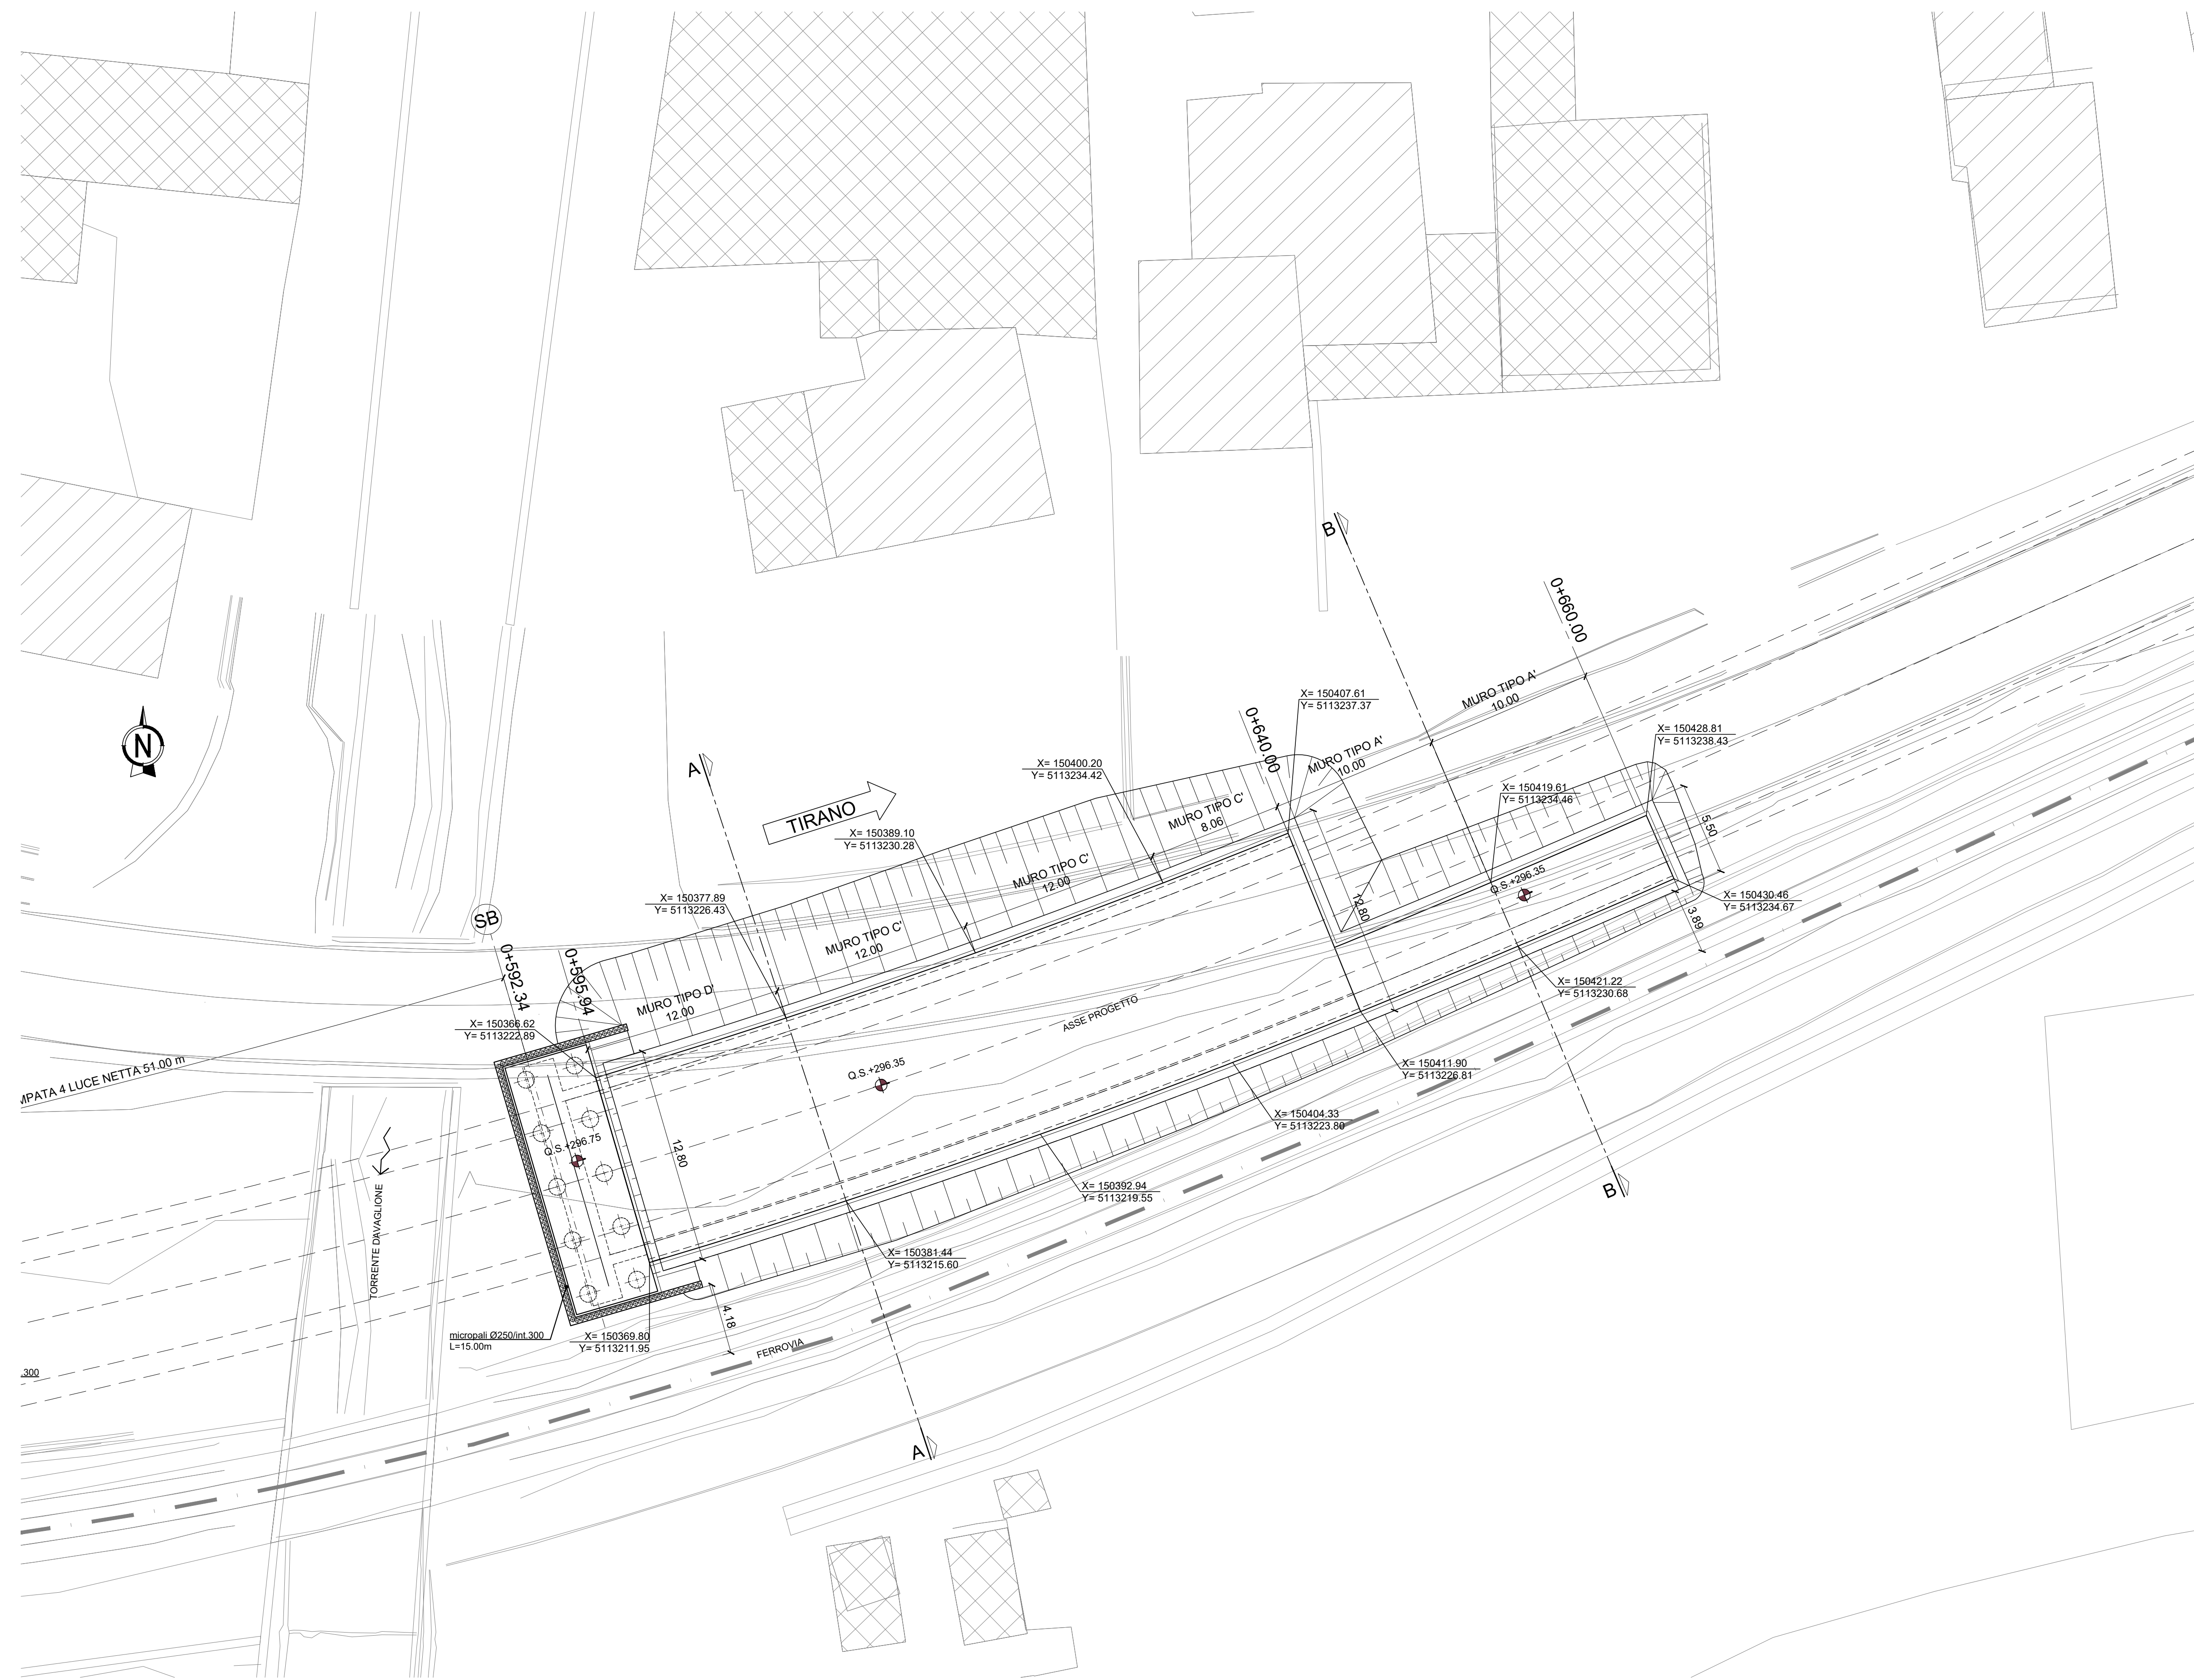 B
0+660.00
MURO TIPO A'
10.00
X= 150407.61
Y= 5113237.37
0+640.00
X= 150428.81
Y= 5113238.43
N
A
X= 150400.20
Y= 5113234.42
MURO TIPO A'
10.00
TIRANO
X= 150419.61
Y= 5113234.46
MURO TIPO C'
8.06
5.50
X= 150389.10
Y= 5113230.28
MURO TIPO C'
12.00
Q.S.+296.35
X= 150377.89
Y= 5113226.43
X= 150430.46
Y= 5113234.67
12.80
3.89
SB
MURO TIPO C'
12.00
0+592.34
0+595.94
X= 150421.22
Y= 5113230.68
MURO TIPO D'
12.00
ASSE PROGETTO
X= 150366.62
Y= 5113222.89
MPATA 4 LUCE NETTA 51.00 m
Q.S.+296.35
X= 150411.90
Y= 5113226.81
X= 150404.33
Y= 5113223.80
Q.S.+296.75
12.80
X= 150392.94
Y= 5113219.55
B
TORRENTE DAVAGLIONE
X= 150381.44
Y= 5113215.60
4.18
micropali Ø250/int.300
L=15.00m
X= 150369.80
Y= 5113211.95
FERROVIA
.300
A